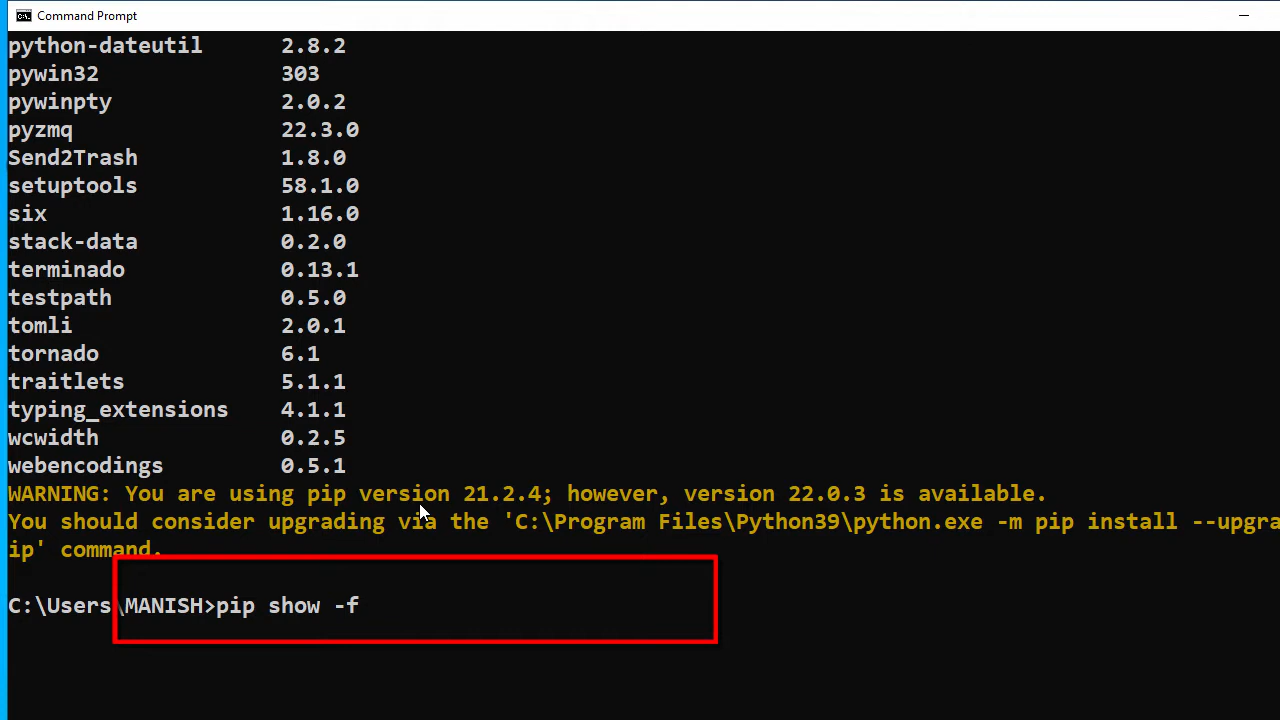 Command Prompt
python-dateutil 2.8.2
pywin32 303
pywinpty 2.0.2
pyzmq 22.3.0
Send2Trash 1.8.0
setuptools 58.1.0
six 1.16.0
stack-data 0.2.0
terminado 0.13.1
testpath 0.5.0
tomli 2.0.1
tornado 6.1
traitlets 5.1.1
typing_extensions 4.1.1
wcwidth 0.2.5
webencodings 0.5.1
WARNING: You are using pip version 21.2.4; however, version 22.0.3 is available.
You should consider upgrading via the 'C:\Program Files\Python39\python.exe -m pip install --upgra
ip' command.
C:\Users\MANISH>pip show -f